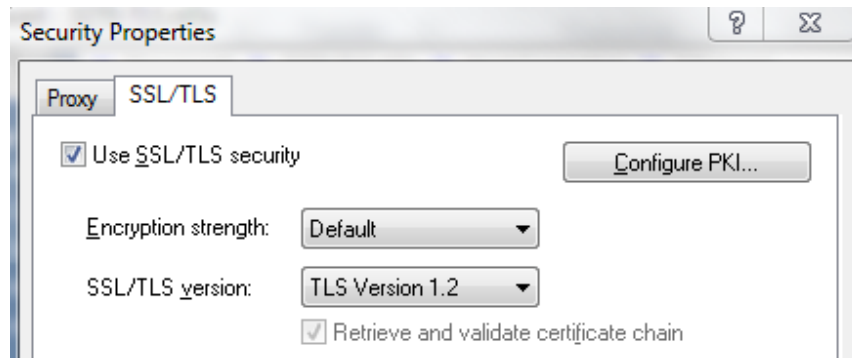 Security Properties
Proxy SSL/TLS
Use SSL/TLS security Configure PKI...
Encryption strength: Default
SSL/TLS version: TLS Version 1.2
Retrieve and validate certificate chain